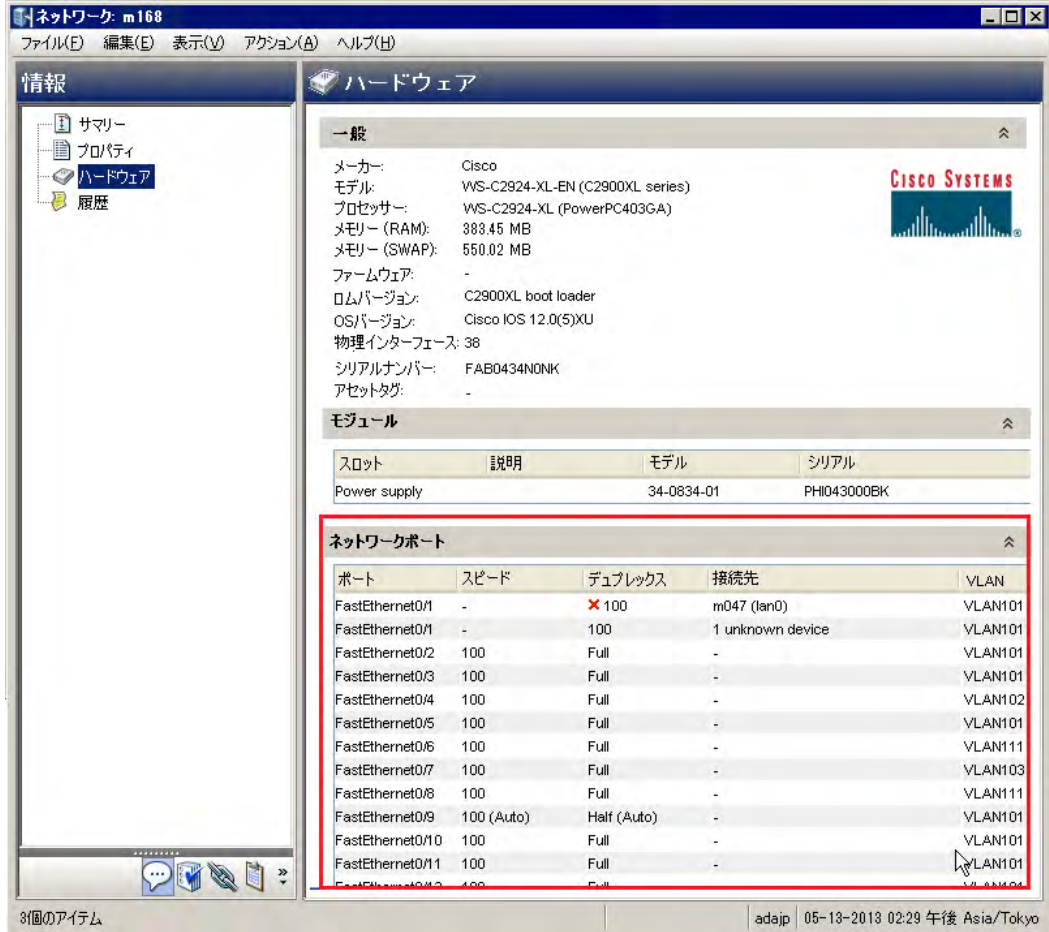 ネットワーク: m168
ファイル(F) 編集(E) 表示(V) アクション(A) ヘルプ(H)
情報
サマリー
プロパティ
ハードウェア
履歴
ハードウェア
一般
メーカー: Cisco
モデル: WS-C2924-XL-EN (C2900XL series)
プロセッサー: WS-C2924-XL (PowerPC403GA)
メモリー (RAM): 383.45 MB
メモリー (SWAP): 550.02 MB
ファームウェア: -
ロムバージョン: C2900XL boot loader
OSバージョン: Cisco IOS 12.0(5)XU
物理インターフェース: 38
シリアルナンバー: FAB0434N0NK
アセットタグ: -
CISCO SYSTEMS
モジュール
スロット 説明 モデル シリアル
Power supply 34-0834-01 PHI043000BK
ネットワークポート
ポート スピード デュプレックス 接続先 VLAN
FastEthernet0/1 - 100 m047 (lan0) VLAN101
FastEthernet0/1 - 100 1 unknown device VLAN101
FastEthernet0/2 100 Full - VLAN101
FastEthernet0/3 100 Full - VLAN101
FastEthernet0/4 100 Full - VLAN102
FastEthernet0/5 100 Full - VLAN101
FastEthernet0/6 100 Full - VLAN111
FastEthernet0/7 100 Full - VLAN103
FastEthernet0/8 100 Full - VLAN111
FastEthernet0/9 100 (Auto) Half (Auto) - VLAN101
FastEthernet0/10 100 Full - VLAN101
FastEthernet0/11 100 Full - VLAN101
3個のアイテム
adajp 05-13-2013 02:29 午後 Asia/Tokyo